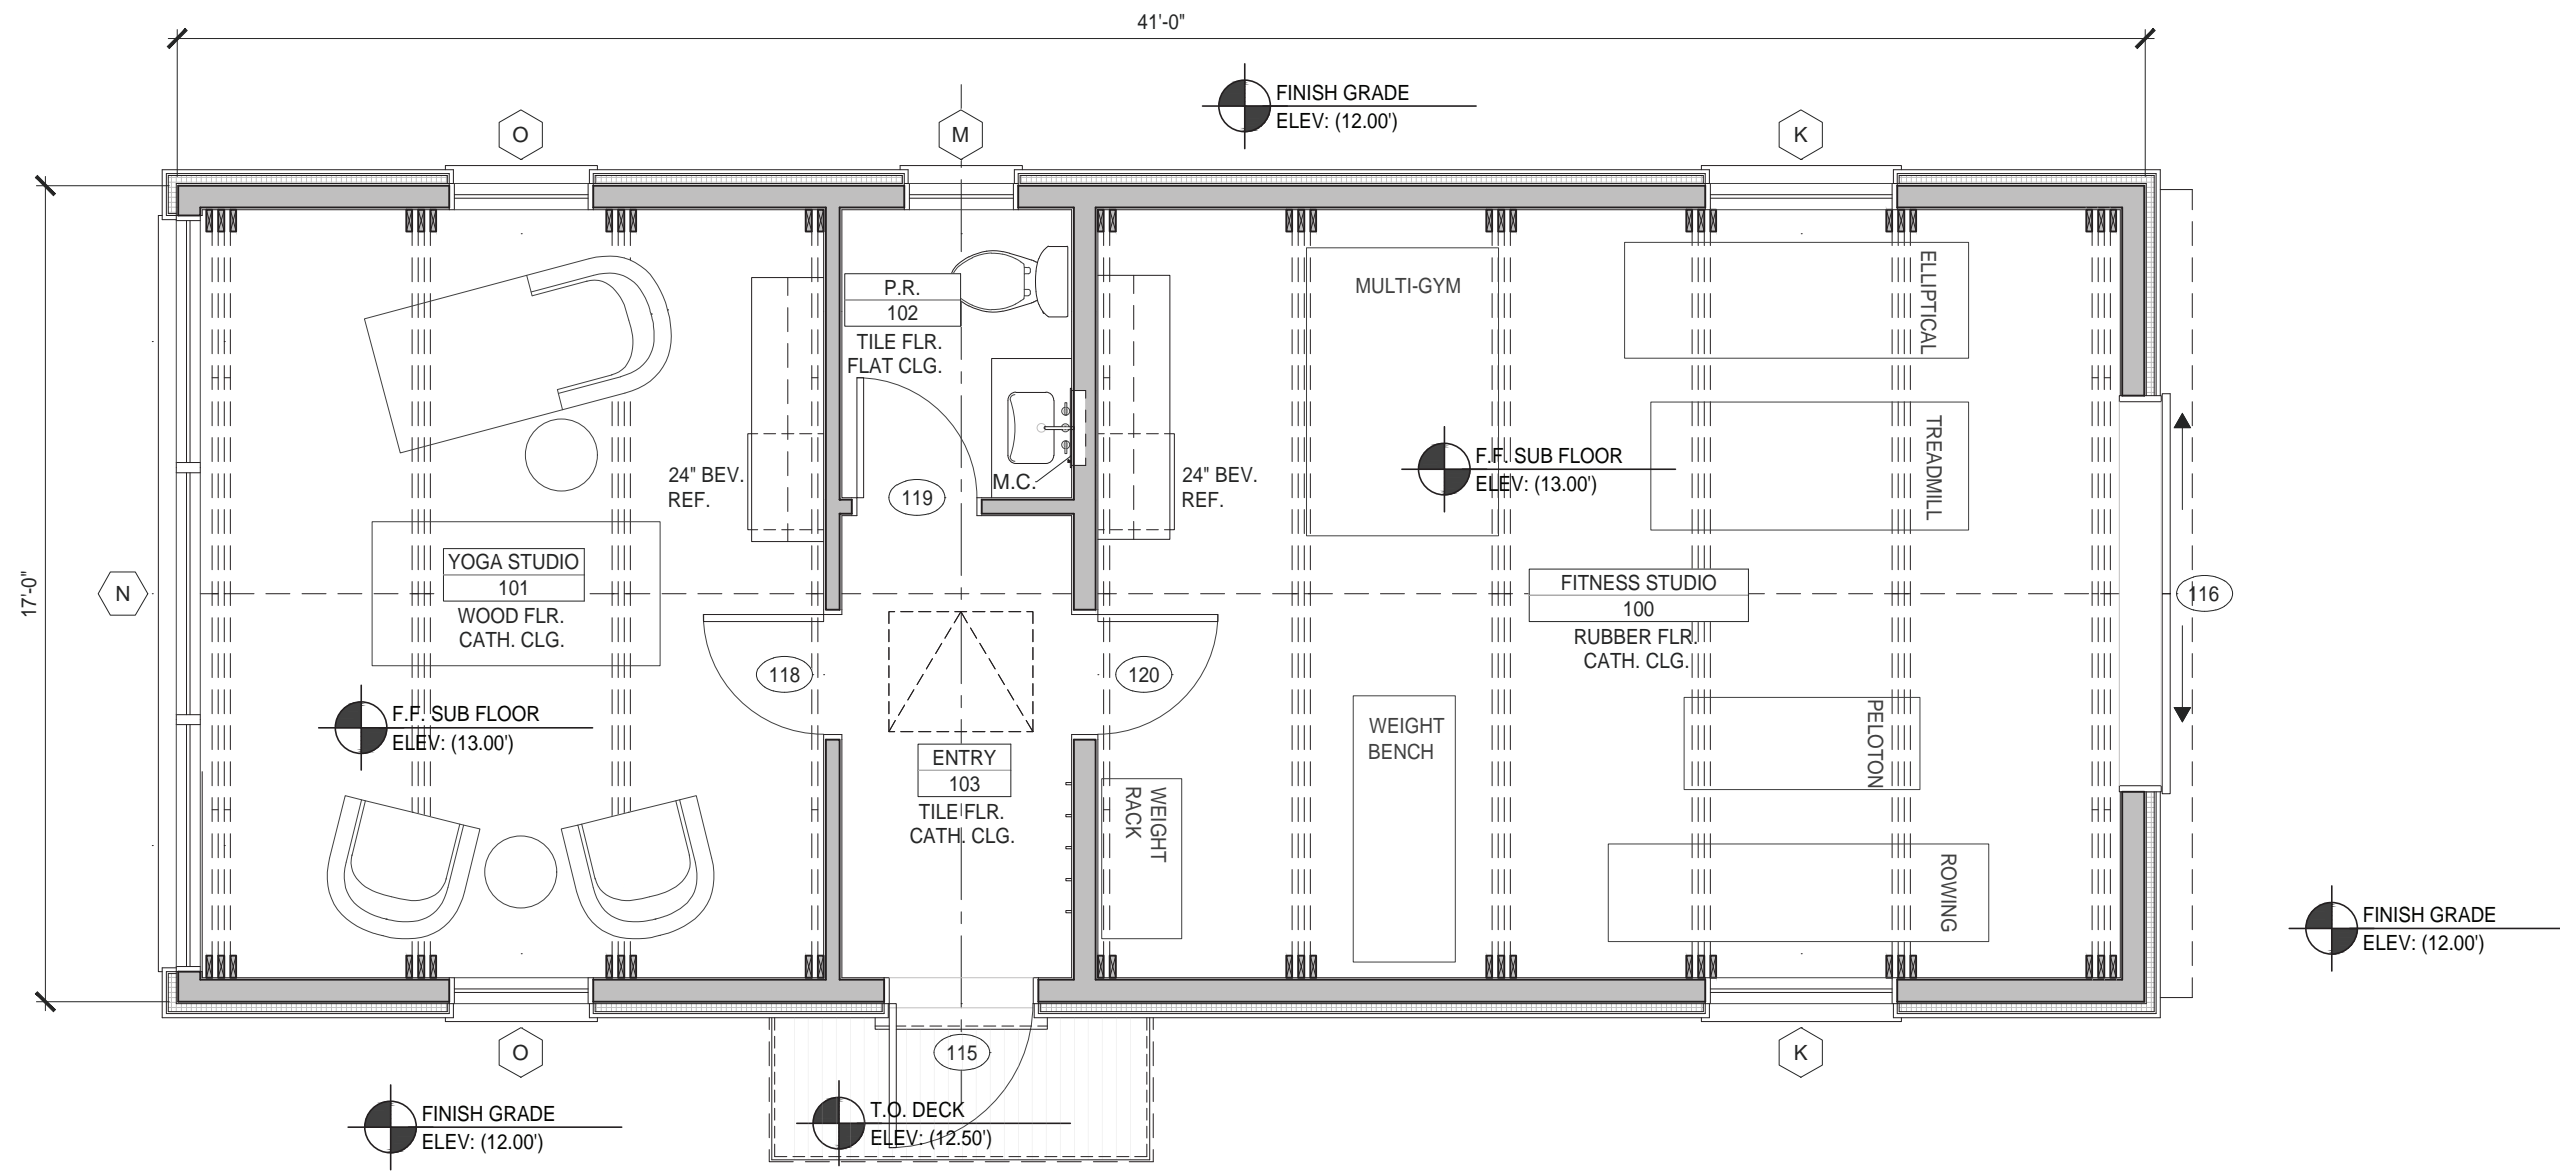 41'-0"
FINISH GRADE
ELEV: (12.00')
O
M
K
P.R.
102
TILE FLR.
FLAT CLG.
MULTI-GYM
ELLIPTICAL
TREADMILL
24" BEV.
REF.
M.C.
119
24" BEV.
REF.
F.F. SUB FLOOR
ELEV: (13.00')
17'-0"
N
YOGA STUDIO
101
WOOD FLR.
CATH. CLG.
FITNESS STUDIO
100
RUBBER FLR.
CATH. CLG.
116
118
120
F.F. SUB FLOOR
ELEV: (13.00')
ENTRY
103
TILE FLR.
CATH. CLG.
WEIGHT
BENCH
PELOTON
WEIGHT
RACK
ROWING
FINISH GRADE
ELEV: (12.00')
O
115
K
FINISH GRADE
ELEV: (12.00')
T.O. DECK
ELEV: (12.50')